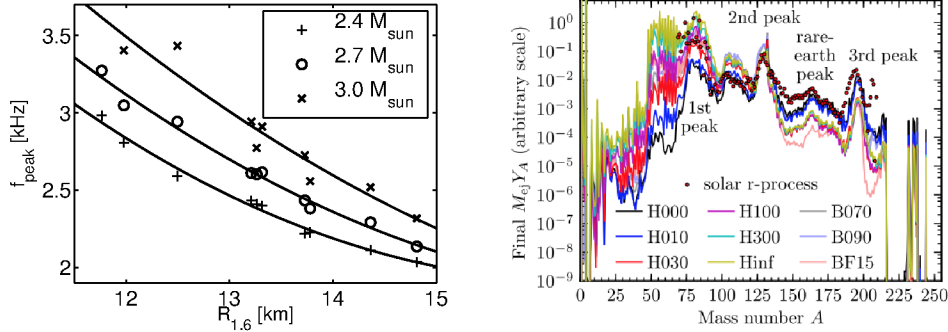 2.4 M_sun
2.7 M_sun
3.0 M_sun
4
3.5
3
2.5
2
f_peak [kHz]
12
13
14
15
R_1.6 [km]
10^0
10^-1
10^-2
10^-3
10^-4
10^-5
10^-6
10^-7
10^-8
10^-9
Final M_ej Y_A (arbitrary scale)
2nd peak
rare-
earth
peak
3rd peak
1st
peak
solar r-process
H000
H100
B070
H010
H300
B090
H030
Hinf
BF15
0
25
50
75
100
125
150
175
200
225
250
Mass number A